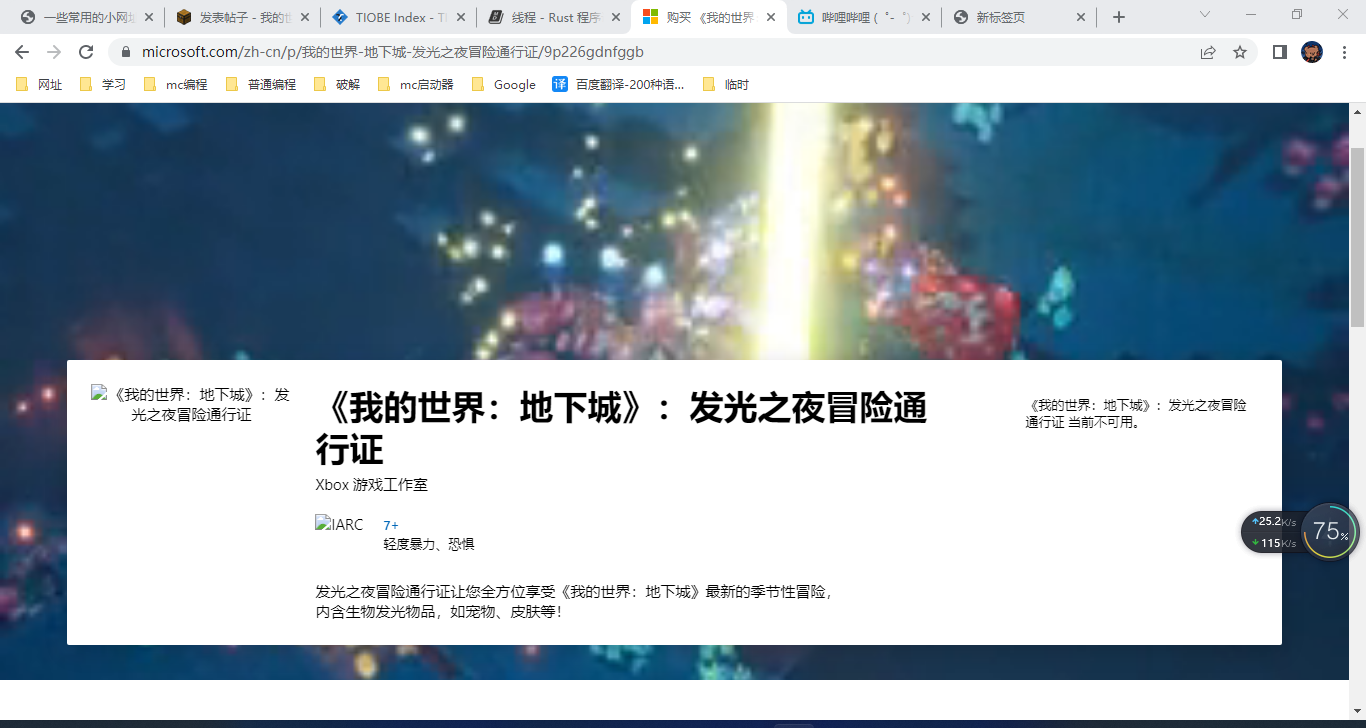 一些常用的小网址
发表帖子 - 我的世
TIOBE Index - TI
线程 - Rust 程序
购买 《我的世界:
哔哩哔哩 ( ゜- ゜)
新标签页
microsoft.com/zh-cn/p/我的世界-地下城-发光之夜冒险通行证/9p226gdnfggb
网址
学习
mc编程
普通编程
破解
mc启动器
Google
译 百度翻译-200种语...
临时
《我的世界：地下城》：发
光之夜冒险通行证
《我的世界：地下城》：发光之夜冒险通
行证
Xbox 游戏工作室
IARC
7+
轻度暴力、恐惧
发光之夜冒险通行证让您全方位享受《我的世界：地下城》最新的季节性冒险，
内含生物发光物品，如宠物、皮肤等！
《我的世界：地下城》：发光之夜冒险
通行证 当前不可用。
25.2K/s
115K/s
75%